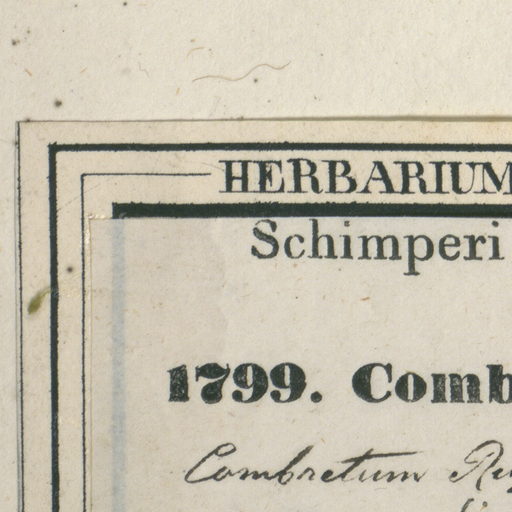 HERBARIUM
Schimperi
1799. Comb
Combretum